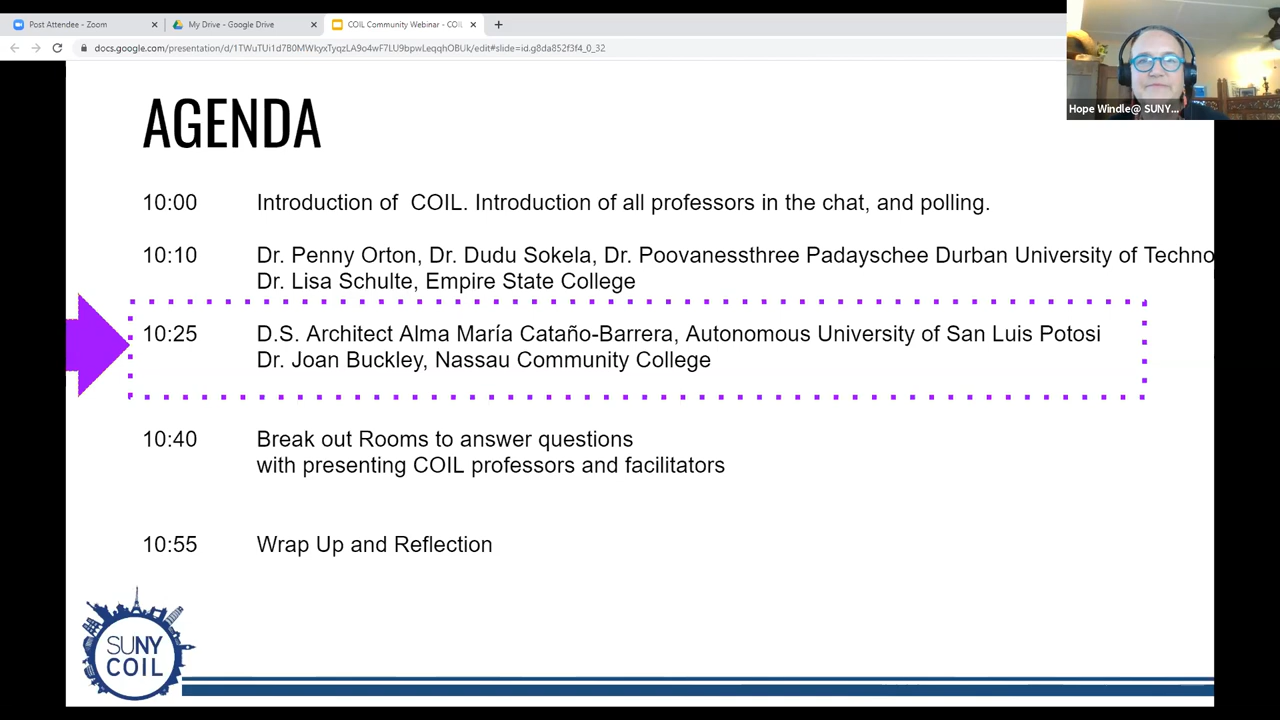 Post Attendee - Zoom
My Drive - Google Drive
COIL Community Webinar - COIL
docs.google.com/presentation/d/1TWuTUi1d7B0MWkyxTyqzLA9o4wF7LU9bpwLeqqhOBUk/edit#slide=id.g8da852f3f4_0_32
Hope Windle@ SUNY...
AGENDA
10:00 Introduction of COIL. Introduction of all professors in the chat, and polling.
10:10 Dr. Penny Orton, Dr. Dudu Sokela, Dr. Poovanessthree Padayschee Durban University of Techno
Dr. Lisa Schulte, Empire State College
10:25 D.S. Architect Alma María Cataño-Barrera, Autonomous University of San Luis Potosi
Dr. Joan Buckley, Nassau Community College
10:40 Break out Rooms to answer questions
with presenting COIL professors and facilitators
10:55 Wrap Up and Reflection
SUNY
COIL